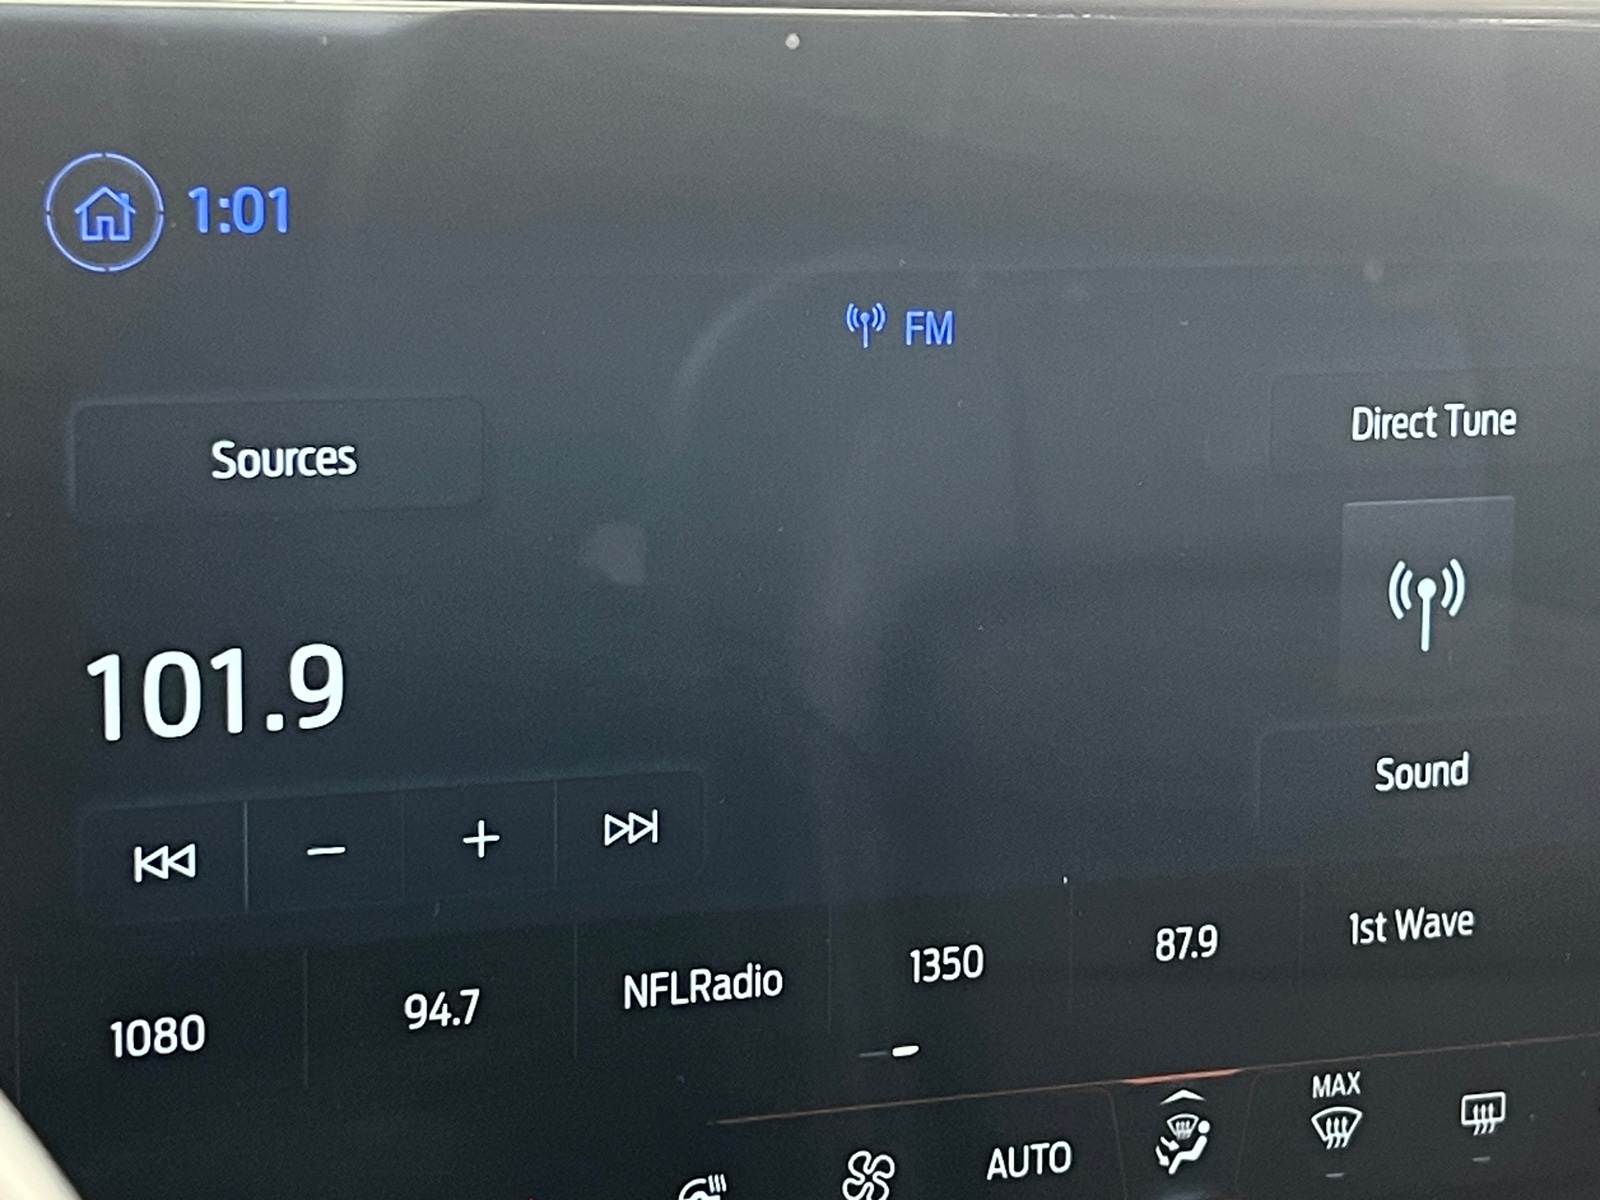 1:01
FM
Sources
Direct Tune
101.9
Sound
1080
94.7
NFLRadio
1350
87.9
1st Wave
AUTO
MAX